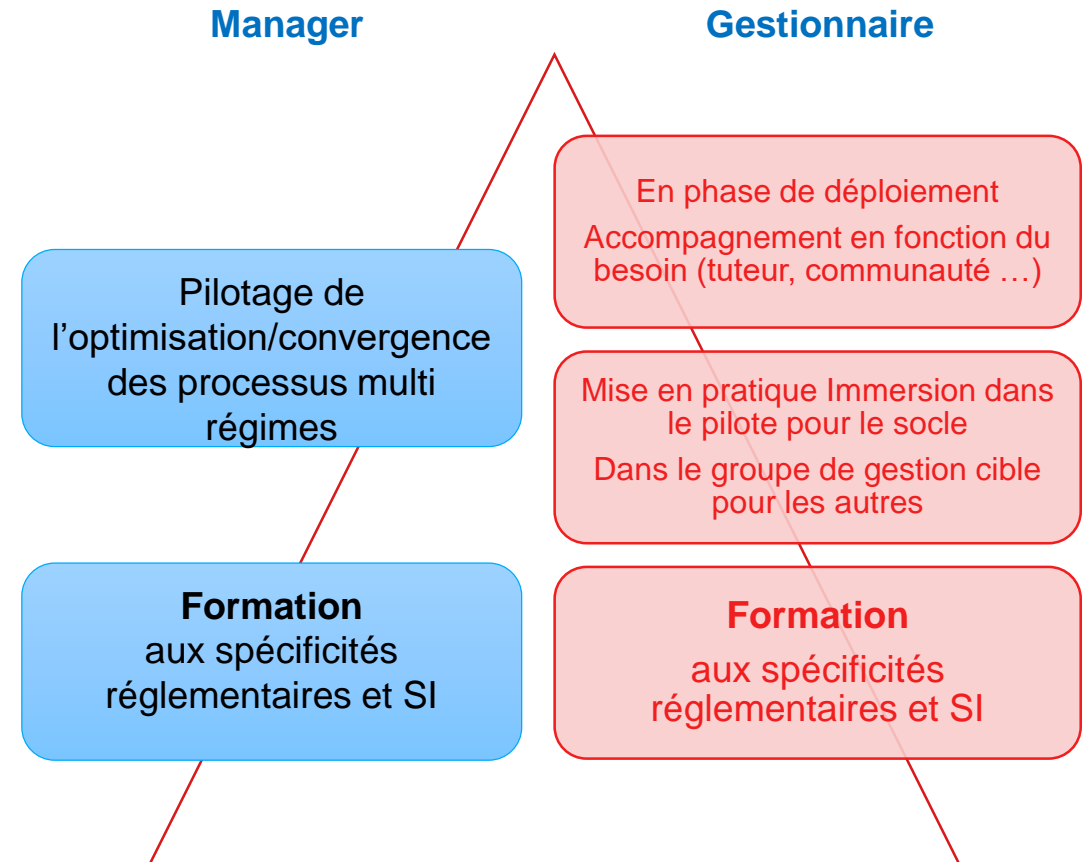 Manager
Gestionnaire
En phase de déploiement
Accompagnement en fonction du
besoin (tuteur, communauté …)
Pilotage de
l’optimisation/convergence
des processus multi
régimes
Mise en pratique Immersion dans
le pilote pour le socle
Dans le groupe de gestion cible
pour les autres
Formation
aux spécificités
réglementaires et SI
Formation
aux spécificités
réglementaires et SI